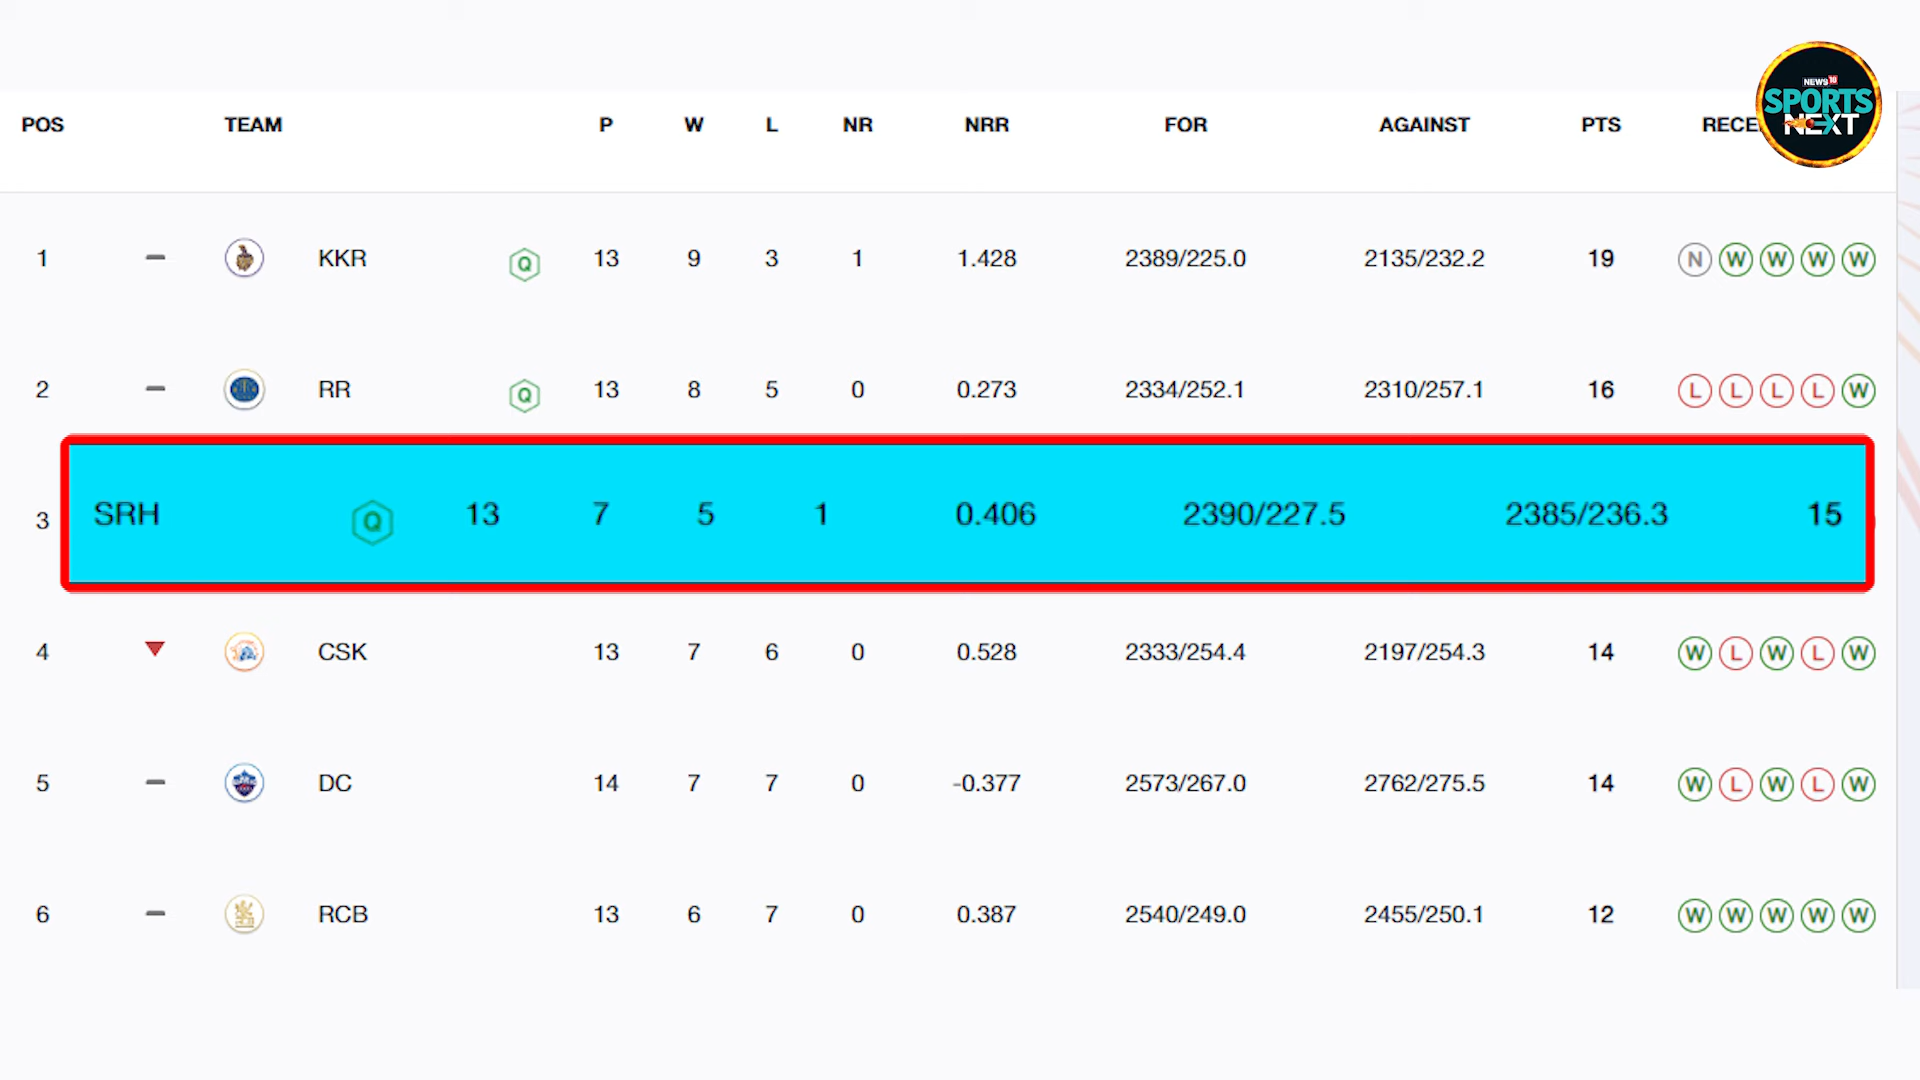 NEWS18
SPORTS
NEXT
POS TEAM P W L NR NRR FOR AGAINST PTS RECE
1 KKR Q 13 9 3 1 1.428 2389/225.0 2135/232.2 19 N W W W W
2 RR Q 13 8 5 0 0.273 2334/252.1 2310/257.1 16 L L L L W
3 SRH Q 13 7 5 1 0.406 2390/227.5 2385/236.3 15
4 CSK 13 7 6 0 0.528 2333/254.4 2197/254.3 14 W L W L W
5 DC 14 7 7 0 -0.377 2573/267.0 2762/275.5 14 W L W L W
6 RCB 13 6 7 0 0.387 2540/249.0 2455/250.1 12 W W W W W